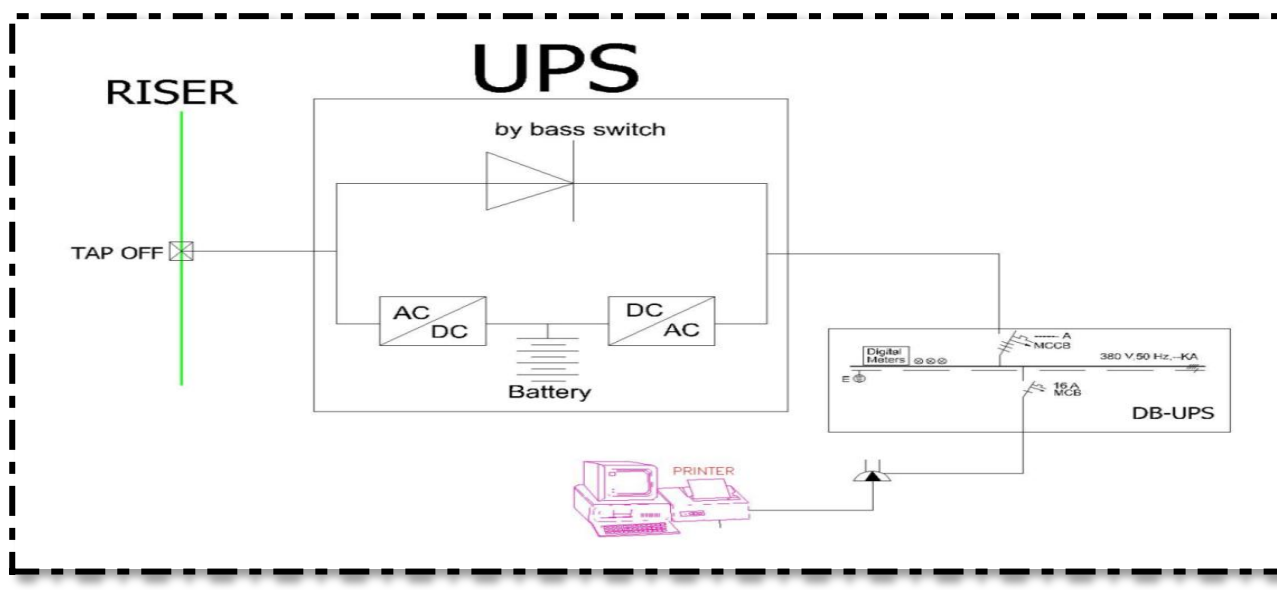 UPS
RISER
by bass switch
TAP OFF
AC
DC
DC
AC
Battery
------ A
MCCB
Digital
Meters
380 V,50 Hz,--KA
E
16 A
MCB
DB-UPS
PRINTER